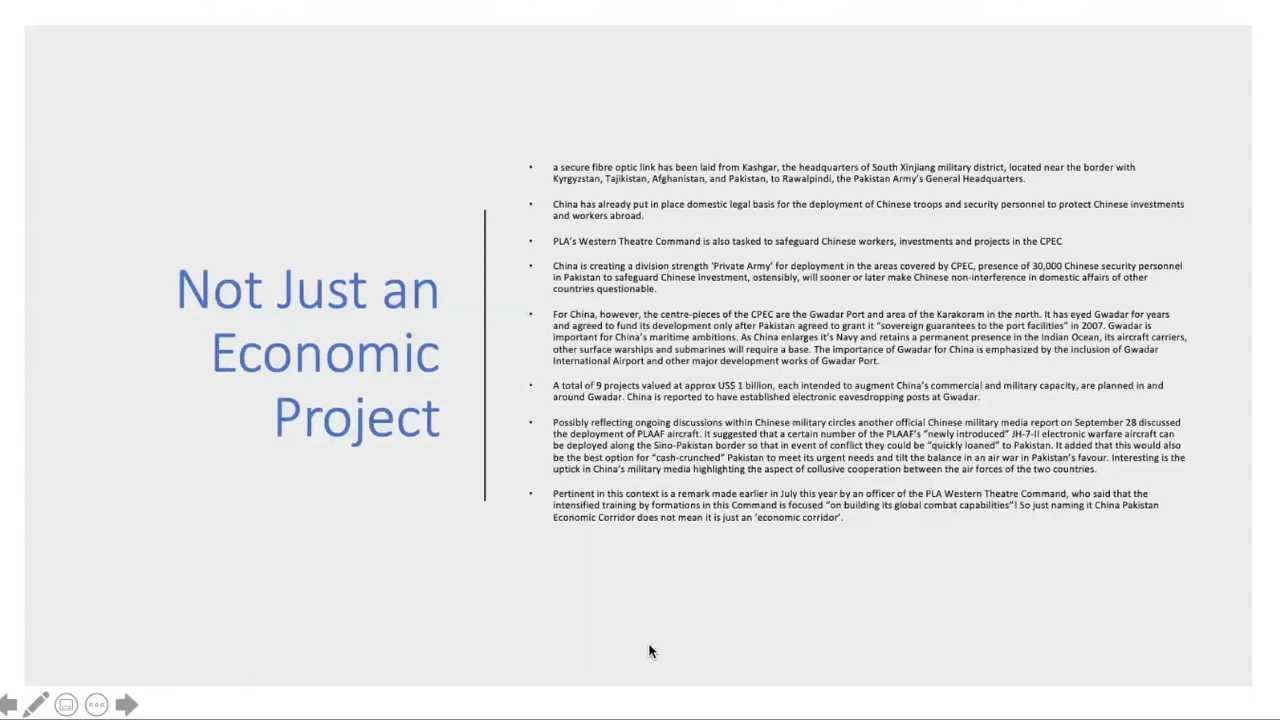 Not Just an
Economic
Project
• a secure fibre optic link has been laid from Kashgar, the headquarters of South Xinjiang military district, located near the border with
Kyrgyzstan, Tajikistan, Afghanistan, and Pakistan, to Rawalpindi, the Pakistan Army's General Headquarters.
• China has already put in place domestic legal basis for the deployment of Chinese troops and security personnel to protect Chinese investments
and workers abroad.
• PLA's Western Theatre Command is also tasked to safeguard Chinese workers, investments and projects in the CPEC
• China is creating a division strength 'Private Army' for deployment in the areas covered by CPEC, presence of 30,000 Chinese security personnel
in Pakistan to safeguard Chinese investment, ostensibly, will sooner or later make Chinese non-interference in domestic affairs of other
countries questionable.
• For China, however, the centre-pieces of the CPEC are the Gwadar Port and area of the Karakoram in the north. It has eyed Gwadar for years
and agreed to fund its development only after Pakistan agreed to grant it "sovereign guarantees to the port facilities" in 2007. Gwadar is
important for China's maritime ambitions. As China enlarges it's Navy and retains a permanent presence in the Indian Ocean, its aircraft carriers,
other surface warships and submarines will require a base. The importance of Gwadar for China is emphasized by the inclusion of Gwadar
International Airport and other major development works of Gwadar Port.
• A total of 9 projects valued at approx US$ 1 billion, each intended to augment China's commercial and military capacity, are planned in and
around Gwadar. China is reported to have established electronic eavesdropping posts at Gwadar.
• Possibly reflecting ongoing discussions within Chinese military circles another official Chinese military media report on September 28 discussed
the deployment of PLAAF aircraft. It suggested that a certain number of the PLAAF's "newly introduced" JH-7-II electronic warfare aircraft can
be deployed along the Sino-Pakistan border so that in event of conflict they could be "quickly loaned" to Pakistan. It added that this would also
be the best option for "cash-crunched" Pakistan to meet its urgent needs and tilt the balance in an air war in Pakistan's favour. Interesting is the
uptick in China's military media highlighting the aspect of collusive cooperation between the air forces of the two countries.
• Pertinent in this context is a remark made earlier in July this year by an officer of the PLA Western Theatre Command, who said that the
intensified training by formations in this Command is focused "on building its global combat capabilities"! So just naming it China Pakistan
Economic Corridor does not mean it is just an 'economic corridor'.